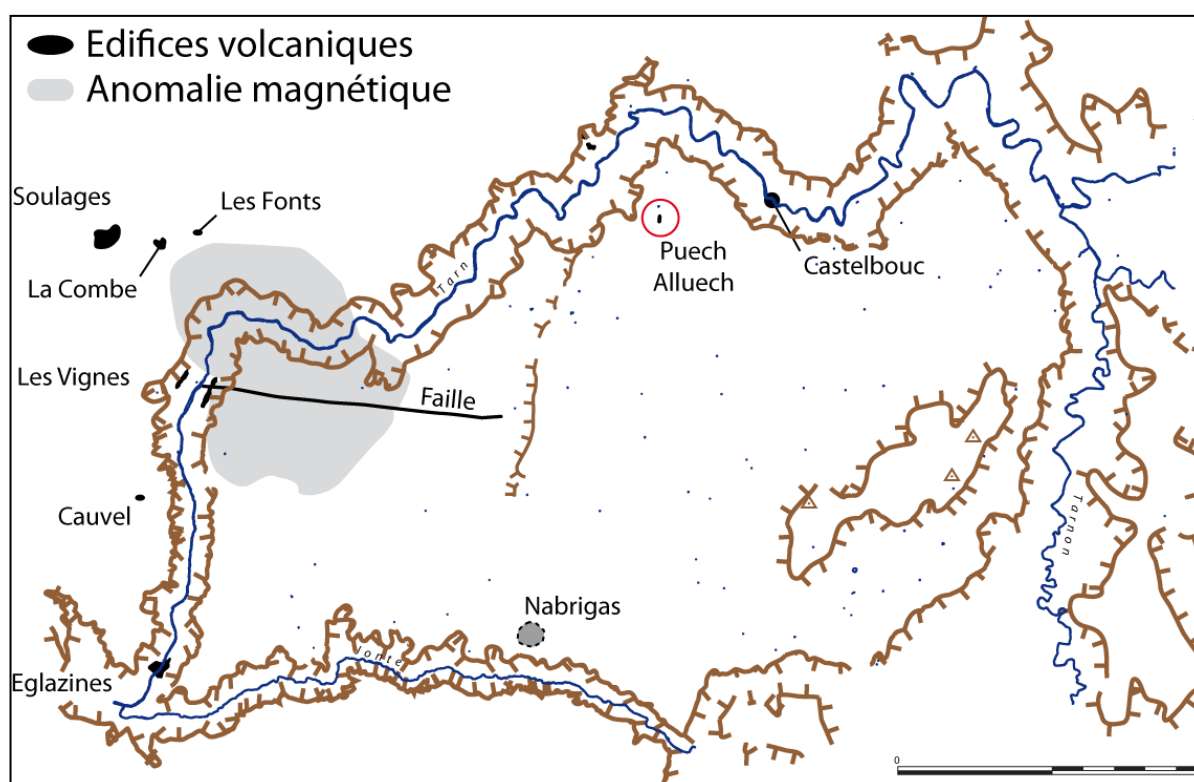 Edifices volcaniques
Anomalie magnétique
Soulages
Les Fonts
La Combe
Tarn
Puech
Alluech
Castelbouc
Les Vignes
Faille
Cauvel
Tarnon
Nabrigas
Jonte
Eglazines
0